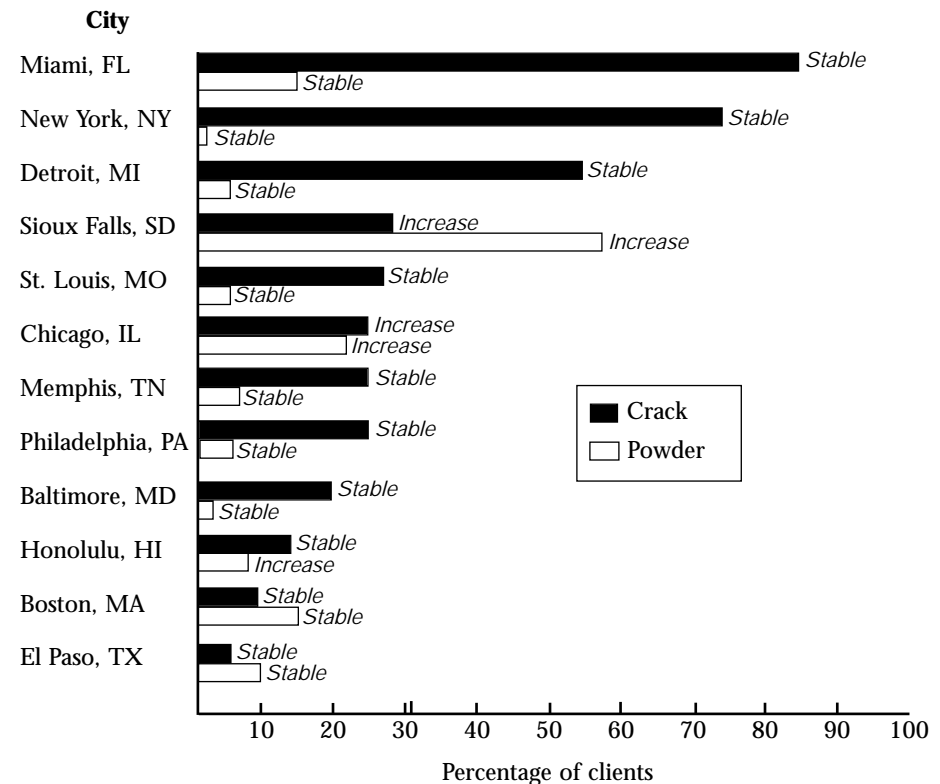 City
Miami, FL
Stable
Stable
New York, NY
Stable
Stable
Detroit, MI
Stable
Stable
Sioux Falls, SD
Increase
Increase
St. Louis, MO
Stable
Stable
Chicago, IL
Increase
Increase
Memphis, TN
Stable
Stable
Philadelphia, PA
Stable
Stable
Baltimore, MD
Stable
Stable
Honolulu, HI
Stable
Increase
Boston, MA
Stable
Stable
El Paso, TX
Stable
Stable
Crack
Powder
10 20 30 40 50 60 70 80 90 100
Percentage of clients